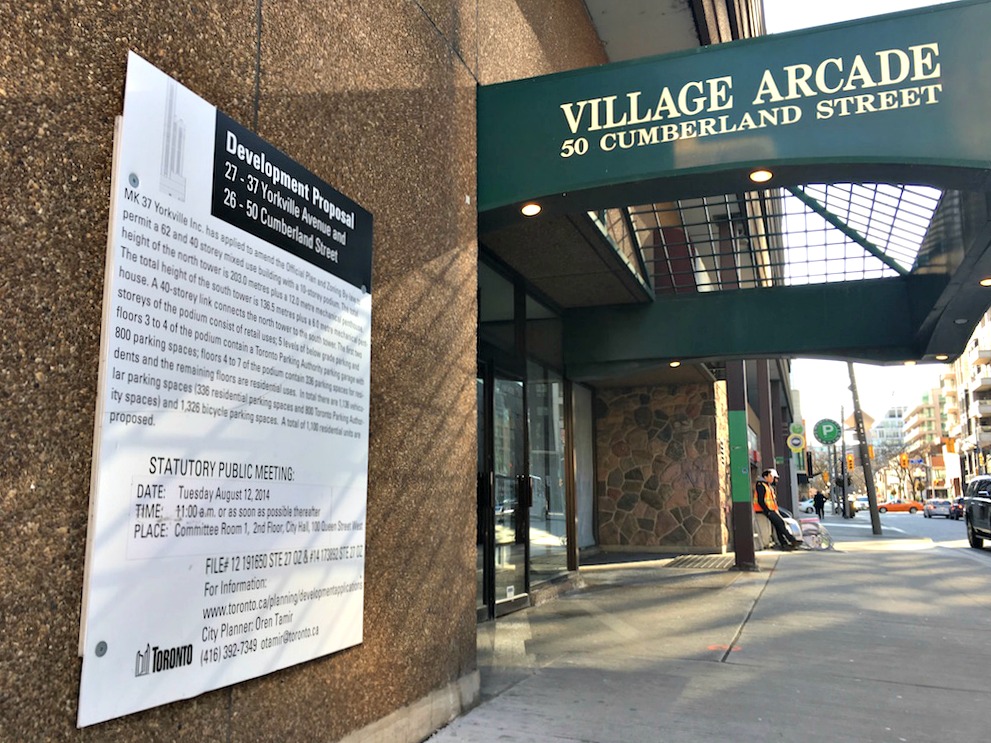 Development Proposal
27 - 37 Yorkville Avenue and
26 - 50 Cumberland Street
MK 37 Yorkville Inc. has applied to amend the Official Plan and Zoning By-law to
permit a 62 and 40 storey mixed use building with a 10-storey podium. The total
height of the north tower is 203.0 metres plus a 12.0 metre mechanical penthouse.
The total height of the south tower is 136.5 metres plus a 6.0 metre mechanical pent-
house. A 40-storey link connects the north tower to the south tower. The first two
storeys of the podium consist of retail uses; 5 levels of below grade parking and
floors 3 to 4 of the podium contain a Toronto Parking Authority parking garage with
800 parking spaces; floors 4 to 7 of the podium contain 336 parking spaces for resi-
dents and the remaining floors are residential uses. In total there are 1,136 vehicu-
lar parking spaces (336 residential parking spaces and 800 Toronto Parking Author-
ity spaces) and 1,326 bicycle parking spaces. A total of 1,100 residential units are
proposed.
STATUTORY PUBLIC MEETING:
DATE: Tuesday August 12, 2014
TIME: 11:00 a.m. or as soon as possible thereafter
PLACE: Committee Room 1, 2nd Floor, City Hall, 100 Queen Street West
FILE# 12 191650 STE 27 OZ & #14 173652 STE 27 OZ
For Information:
www.toronto.ca/planning/developmentapplications
City Planner: Oren Tamir
(416) 392-7349 otamir@toronto.ca
TORONTO
VILLAGE ARCADE
50 CUMBERLAND STREET
P